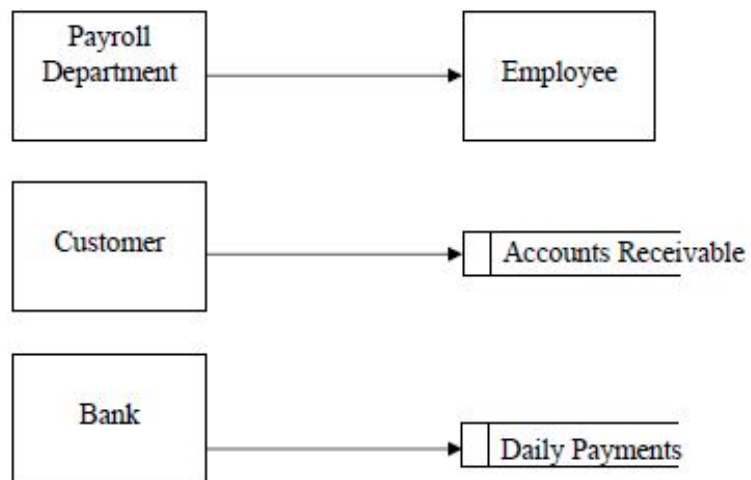 Payroll
Department
Employee
Customer
Accounts Receivable
Bank
Daily Payments